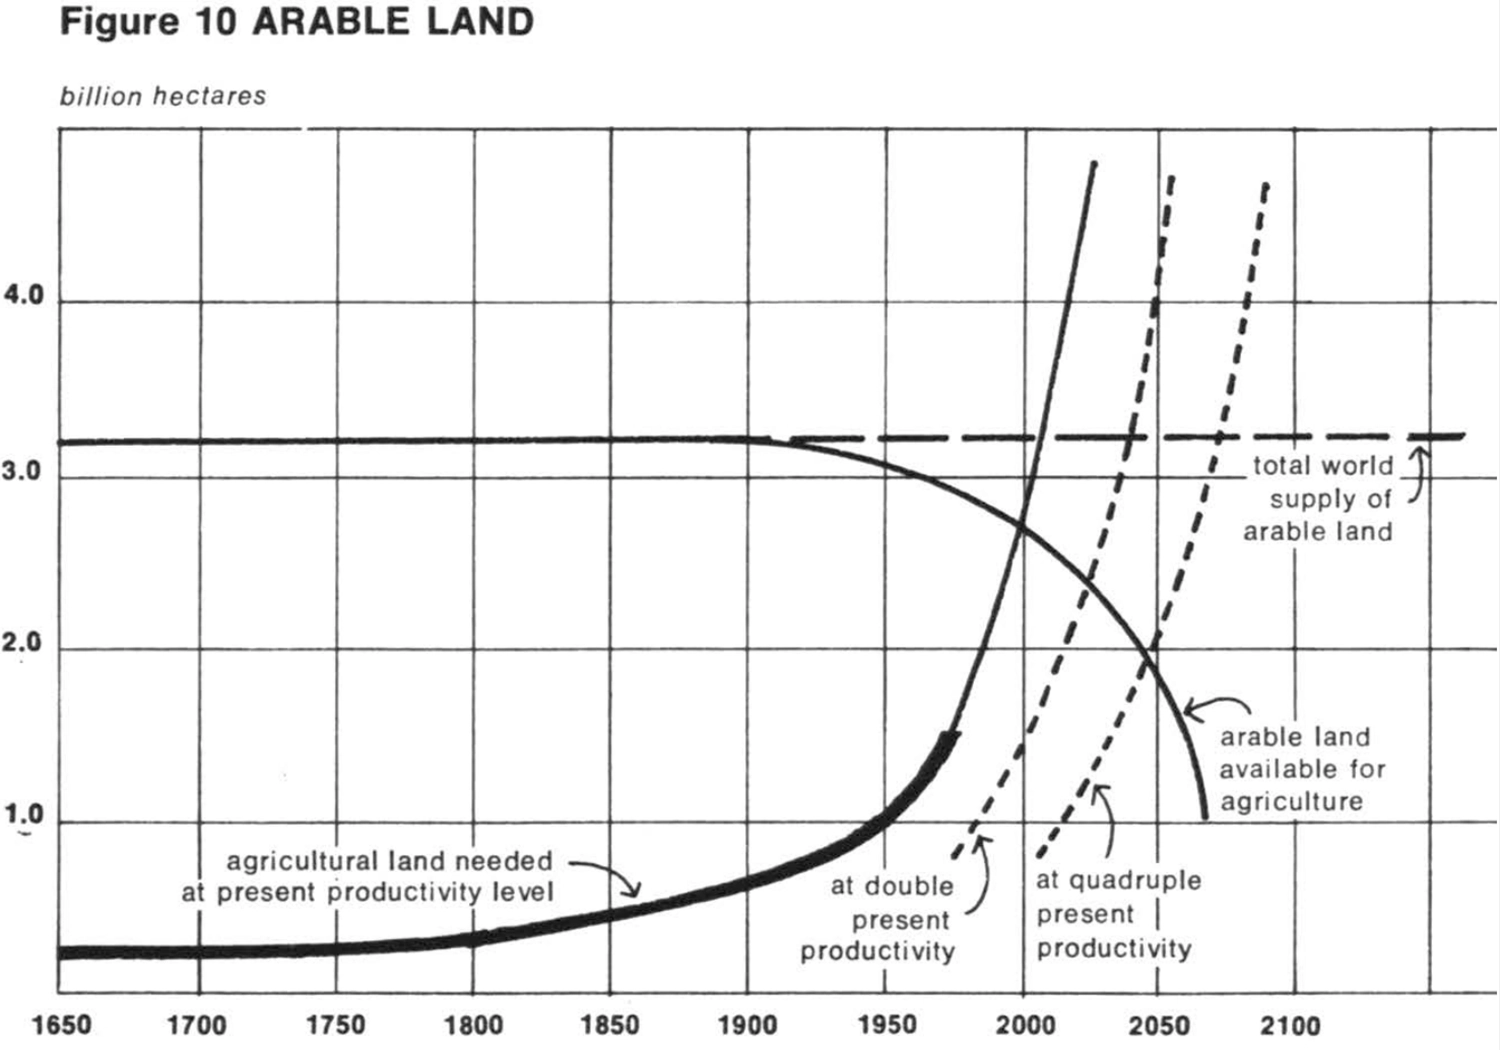 Figure 10 ARABLE LAND
billion hectares
4.0
3.0
total world
supply of
arable land
2.0
arable land
available for
agriculture
1.0
agricultural land needed
at present productivity level
at double
present
productivity
at quadruple
present
productivity
1650 1700 1750 1800 1850 1900 1950 2000 2050 2100